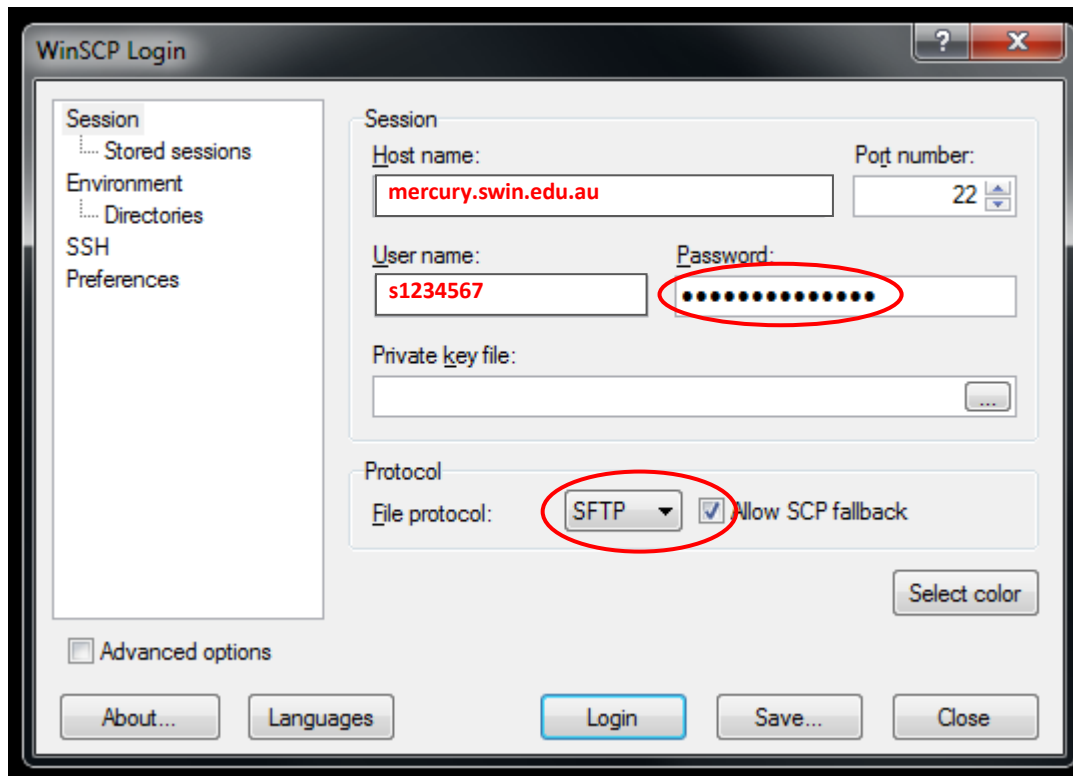 WinSCP Login
?
X
Session
Stored sessions
Environment
Directories
SSH
Preferences
Session
Host name:
Port number:
mercury.swin.edu.au
22
User name:
Password:
s1234567
●●●●●●●●●●●●●●
Private key file:
...
Protocol
File protocol:
SFTP
Allow SCP fallback
Select color
Advanced options
About...
Languages
Login
Save...
Close